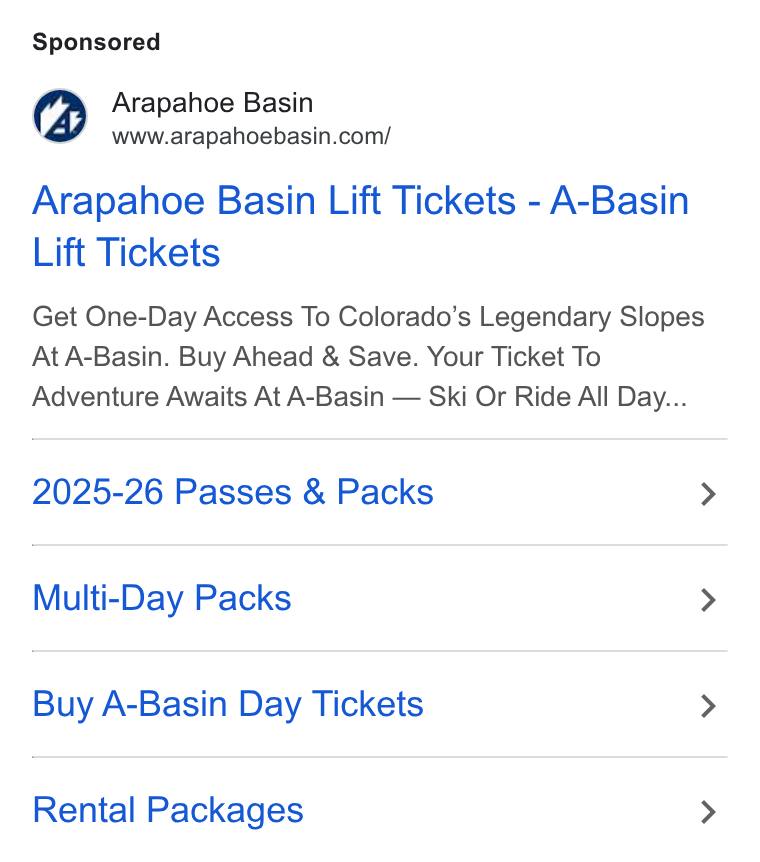 Sponsored
Arapahoe Basin
www.arapahoebasin.com/
Arapahoe Basin Lift Tickets - A-Basin
Lift Tickets
Get One-Day Access To Colorado’s Legendary Slopes
At A-Basin. Buy Ahead & Save. Your Ticket To
Adventure Awaits At A-Basin — Ski Or Ride All Day...
2025-26 Passes & Packs
Multi-Day Packs
Buy A-Basin Day Tickets
Rental Packages